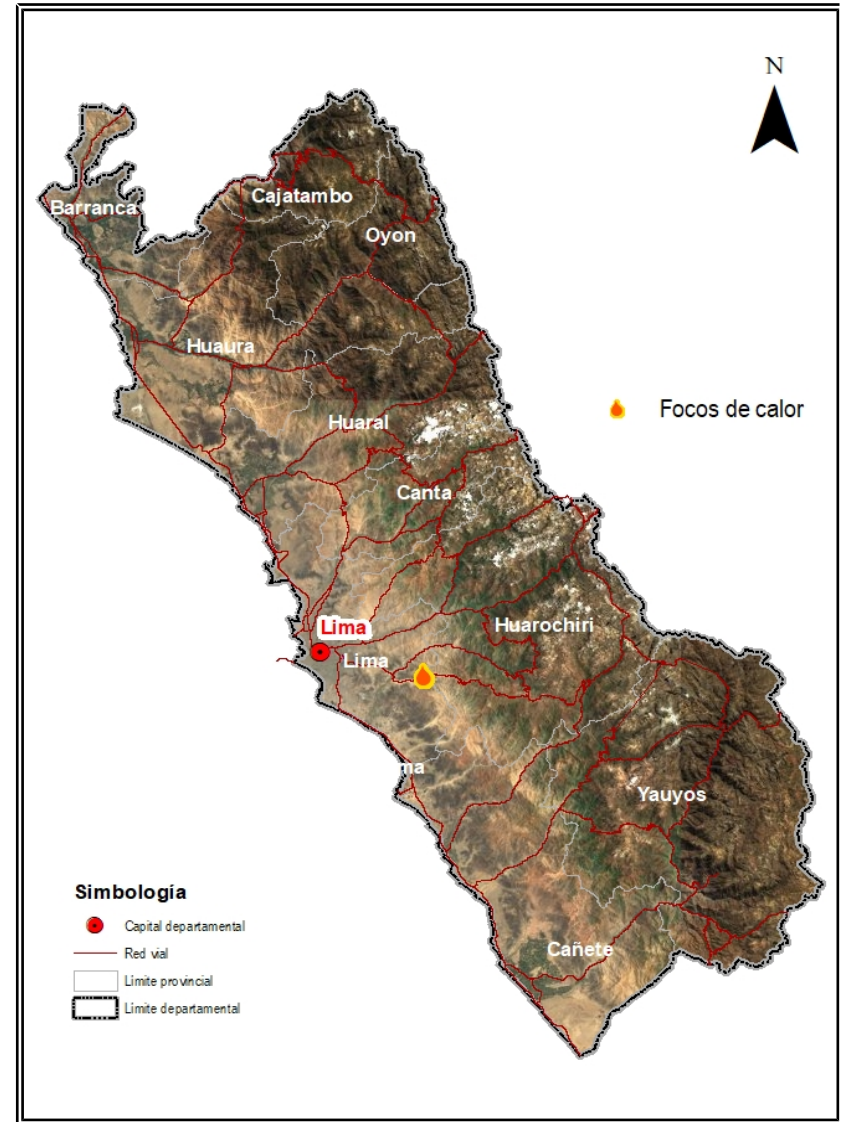 N
Barranca
Cajatambo
Oyon
Huaura
Focos de calor
Huaral
Canta
Lima
Huarochiri
Lima
ma
Yauyos
Simbología
Capital departamental
Red vial
Límite provincial
Límite departamental
Cañete